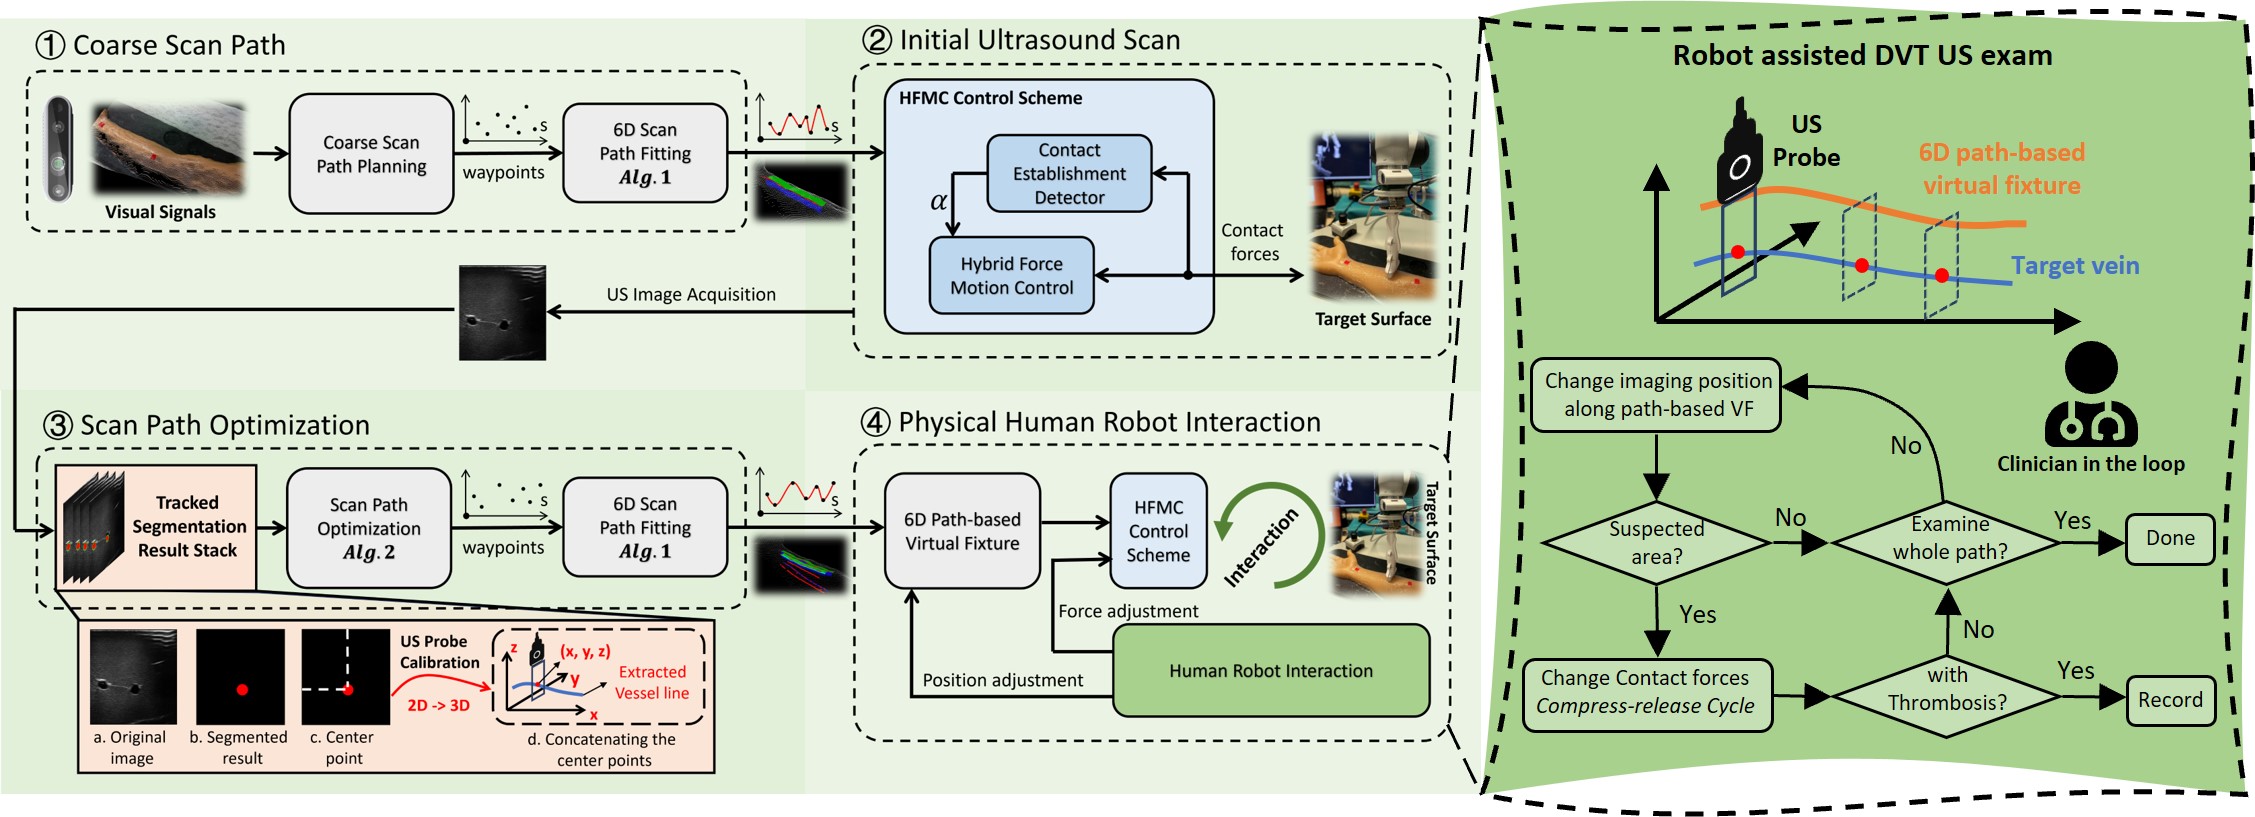 ① Coarse Scan Path
Visual Signals
Coarse Scan
Path Planning
S
waypoints
6D Scan
Path Fitting
Alg. 1
S
② Initial Ultrasound Scan
HFMC Control Scheme
Contact
Establishment
Detector
α
Hybrid Force
Motion Control
Contact
forces
Target Surface
US Image Acquisition
③ Scan Path Optimization
Tracked
Segmentation
Result Stack
Scan Path
Optimization
Alg. 2
S
waypoints
6D Scan
Path Fitting
Alg. 1
S
a. Original
image
b. Segmented
result
c. Center
point
US Probe
Calibration
2D -> 3D
z
(x, y, z)
y
x
Extracted
Vessel line
d. Concatenating the
center points
④ Physical Human Robot Interaction
6D Path-based
Virtual Fixture
HFMC
Control
Scheme
Interaction
Target Surface
Force adjustment
Position adjustment
Human Robot Interaction
Robot assisted DVT US exam
US
Probe
6D path-based
virtual fixture
Target vein
Clinician in the loop
Change imaging position
along path-based VF
No
Suspected
area?
No
Examine
whole path?
Yes
Done
Yes
No
Change Contact forces
Compress-release Cycle
with
Thrombosis?
Yes
Record